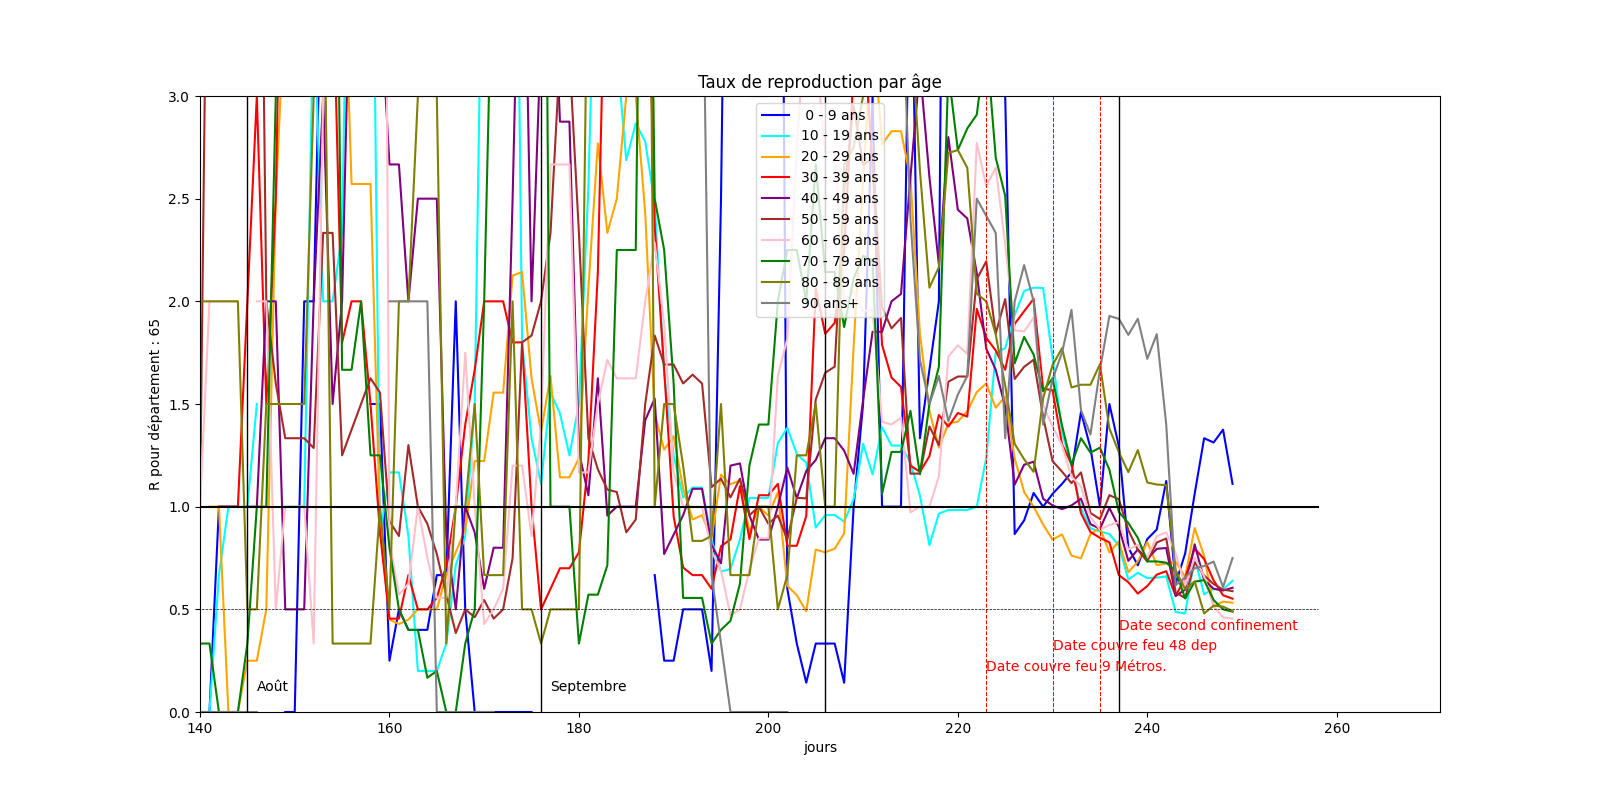 Taux de reproduction par âge
3.0
2.5
2.0
1.5
1.0
0.5
0.0
R pour département : 65
0 - 9 ans
10 - 19 ans
20 - 29 ans
30 - 39 ans
40 - 49 ans
50 - 59 ans
60 - 69 ans
70 - 79 ans
80 - 89 ans
90 ans+
Date second confinement
Date couvre feu 48 dep
Date couvre feu 9 Métros.
Août
Septembre
140 160 180 200 220 240 260
jours